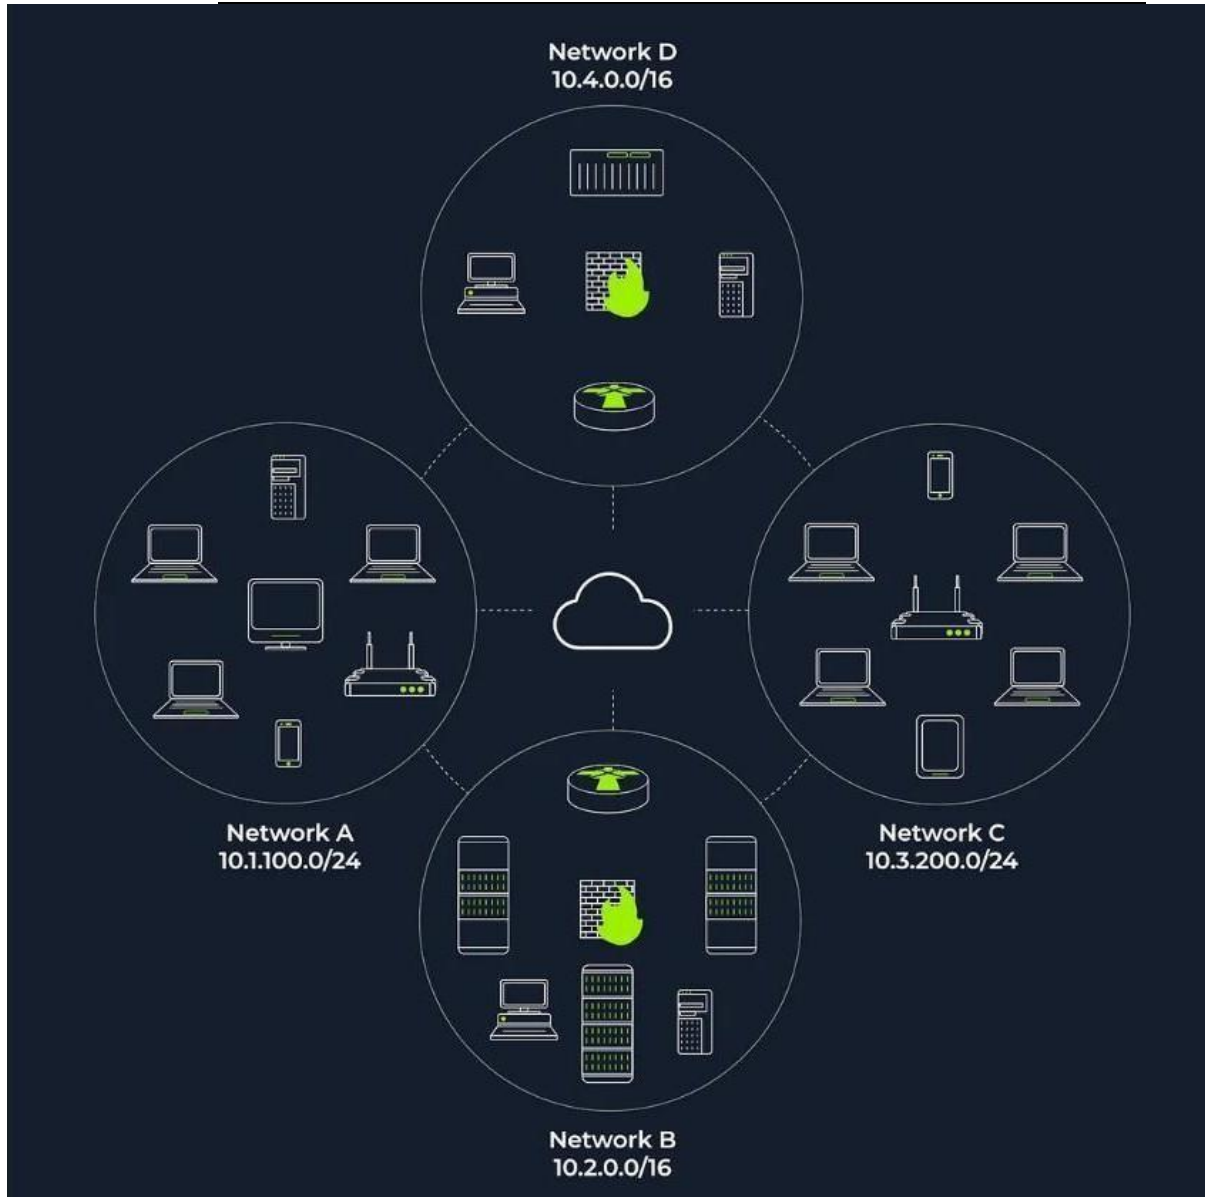 Network D
10.4.0.0/16
Network A
10.1.100.0/24
Network C
10.3.200.0/24
Network B
10.2.0.0/16